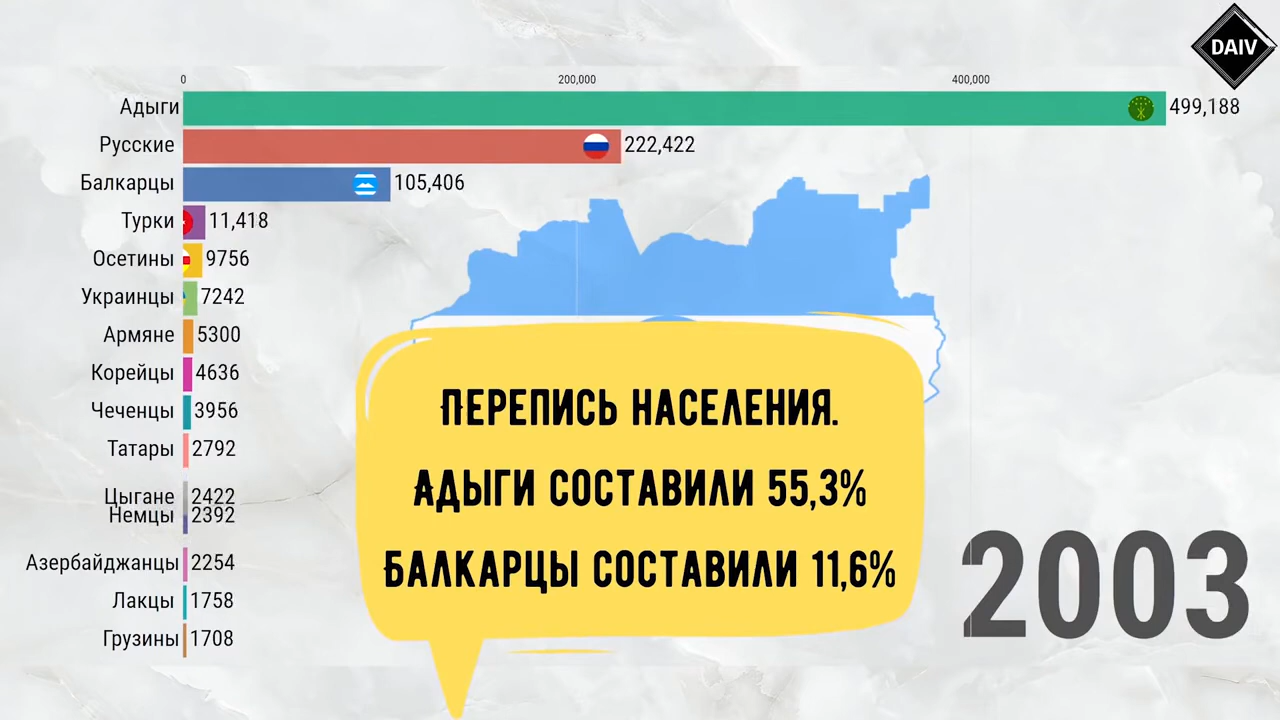 DAIV
0 200,000 400,000
Адыги 499,188
Русские 222,422
Балкарцы 105,406
Турки 11,418
Осетины 9756
Украинцы 7242
Армяне 5300
Корейцы 4636
Чеченцы 3956
Татары 2792
Цыгане 2422
Немцы 2392
Азербайджанцы 2254
Лакцы 1758
Грузины 1708
ПЕРЕПИСЬ НАСЕЛЕНИЯ.
АДЫГИ СОСТАВИЛИ 55,3%
БАЛКАРЦЫ СОСТАВИЛИ 11,6%
2003